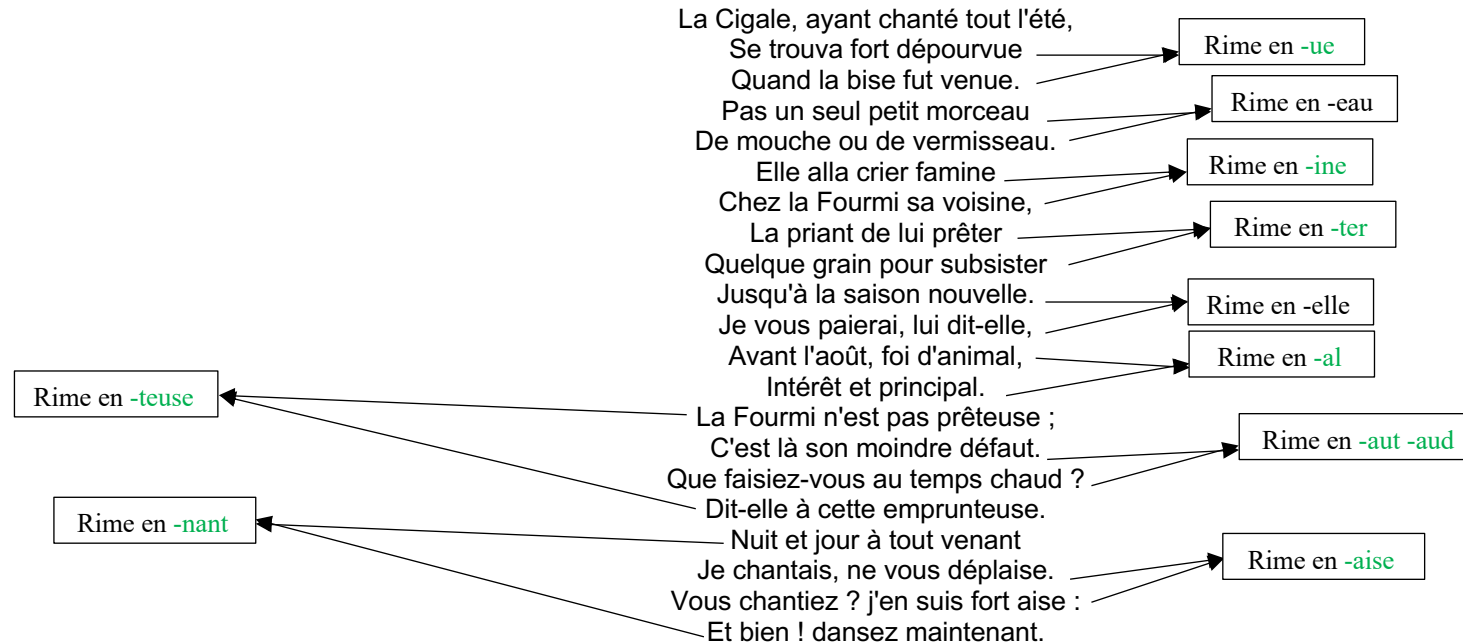 La Cigale, ayant chanté tout l'été,
Se trouva fort dépourvue
Rime en -ue
Quand la bise fut venue.
Pas un seul petit morceau
Rime en -eau
De mouche ou de vermisseau.
Elle alla crier famine
Rime en -ine
Chez la Fourmi sa voisine,
La priant de lui prêter
Rime en -ter
Quelque grain pour subsister
Jusqu'à la saison nouvelle.
Rime en -elle
Je vous paierai, lui dit-elle,
Avant l'août, foi d'animal,
Rime en -al
Intérêt et principal.
Rime en -teuse
La Fourmi n'est pas prêteuse ;
C'est là son moindre défaut.
Rime en -aut -aud
Que faisiez-vous au temps chaud ?
Dit-elle à cette emprunteuse.
Rime en -nant
Nuit et jour à tout venant
Rime en -aise
Je chantais, ne vous déplaise.
Vous chantiez ? j'en suis fort aise :
Et bien ! dansez maintenant.